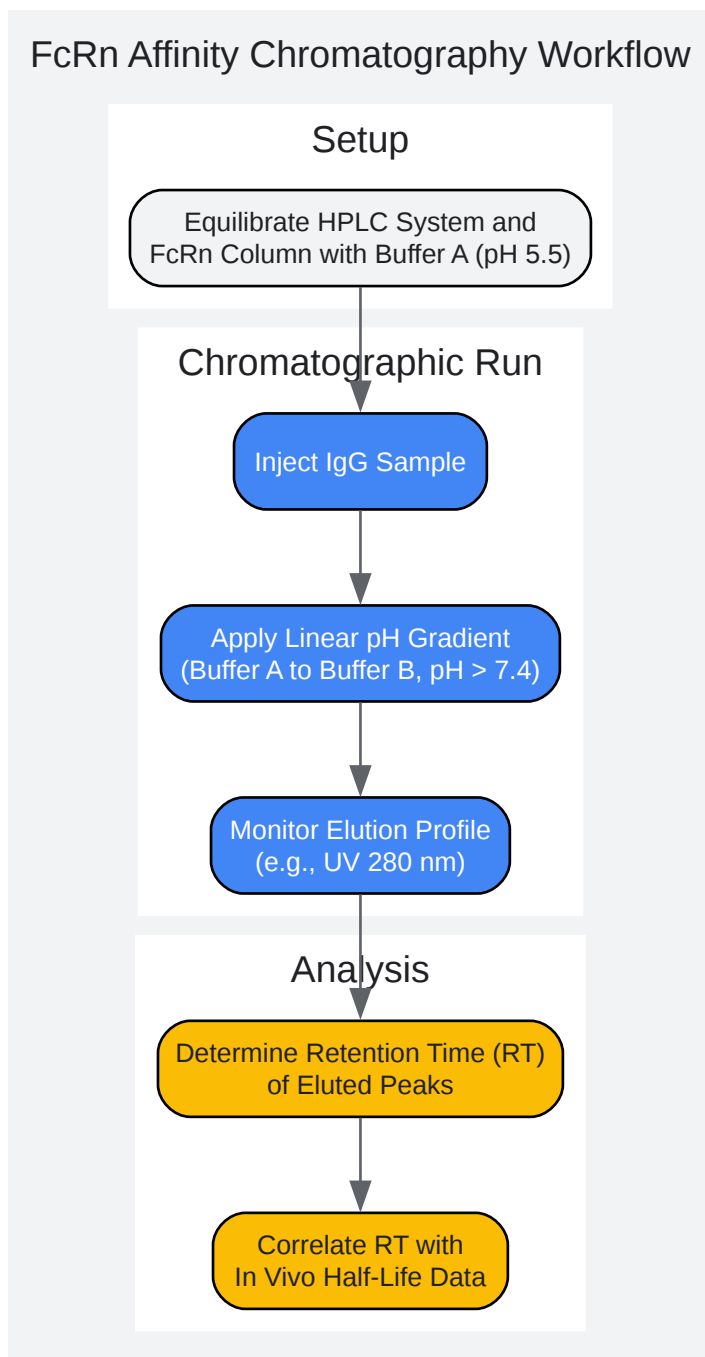 FcRn Affinity Chromatography Workflow
Setup
Equilibrate HPLC System and
FcRn Column with Buffer A (pH 5.5)
Chromatographic Run
Inject IgG Sample
Apply Linear pH Gradient
(Buffer A to Buffer B, pH > 7.4)
Monitor Elution Profile
(e.g., UV 280 nm)
Analysis
Determine Retention Time (RT)
of Eluted Peaks
Correlate RT with
In Vivo Half-Life Data